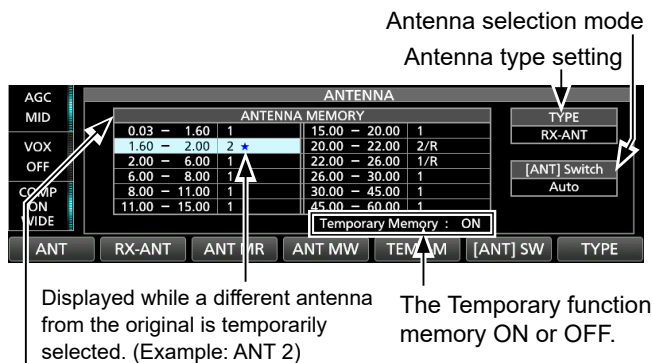 Antenna selection mode
Antenna type setting
ANTENNA
AGC
MID
VOX
OFF
COMP
ON
WIDE
ANTENNA MEMORY
0.03 – 1.60 1
1.60 – 2.00 2 ★
2.00 – 6.00 1
6.00 – 8.00 1
8.00 – 11.00 1
11.00 – 15.00 1
15.00 – 20.00 1
20.00 – 22.00 2/R
22.00 – 26.00 1/R
26.00 – 30.00 1
30.00 – 45.00 1
45.00 – 60.00 1
Temporary Memory : ON
TYPE
RX-ANT
[ANT] Switch
Auto
ANT RX-ANT ANT MR ANT MW [ANT] SW TYPE
Displayed while a different antenna
from the original is temporarily
selected. (Example: ANT 2)
The Temporary function
memory ON or OFF.